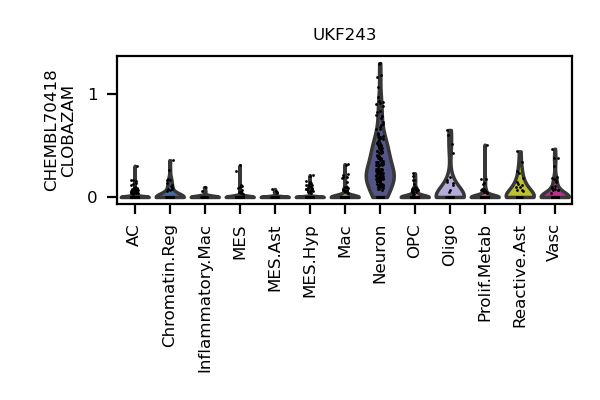 UKF243
CHEMBL70418
CLOBAZAM
1
0
AC
Chromatin.Reg
Inflammatory.Mac
MES
MES.Ast
MES.Hyp
Mac
Neuron
OPC
Oligo
Prolif.Metab
Reactive.Ast
Vasc